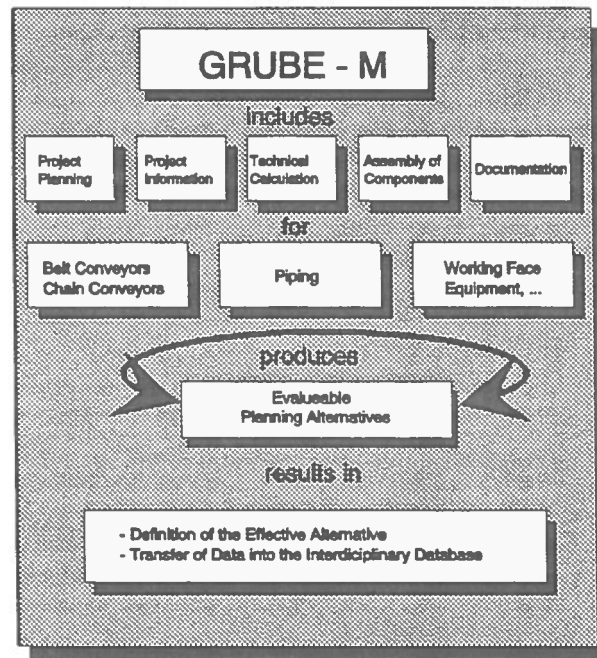 GRUBE - M
includes
Project
Planning
Project
Information
Technical
Calculation
Assembly of
Components
Documentation
for
Belt Conveyors
Chain Conveyors
Piping
Working Face
Equipment, ...
produces
Evalueable
Planning Alternatives
results in
- Definition of the Effective Alternative
- Transfer of Data into the Interdiciplinary Database